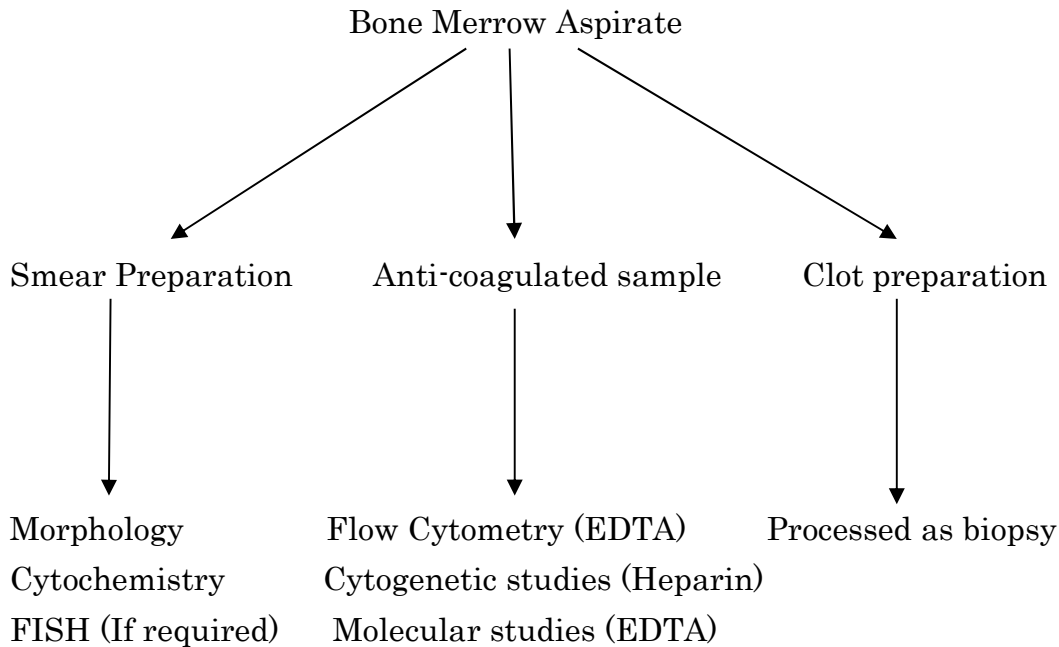 Bone Merrow Aspirate
Smear Preparation
Anti-coagulated sample
Clot preparation
Morphology
Cytochemistry
FISH (If required)
Flow Cytometry (EDTA)
Cytogenetic studies (Heparin)
Molecular studies (EDTA)
Processed as biopsy